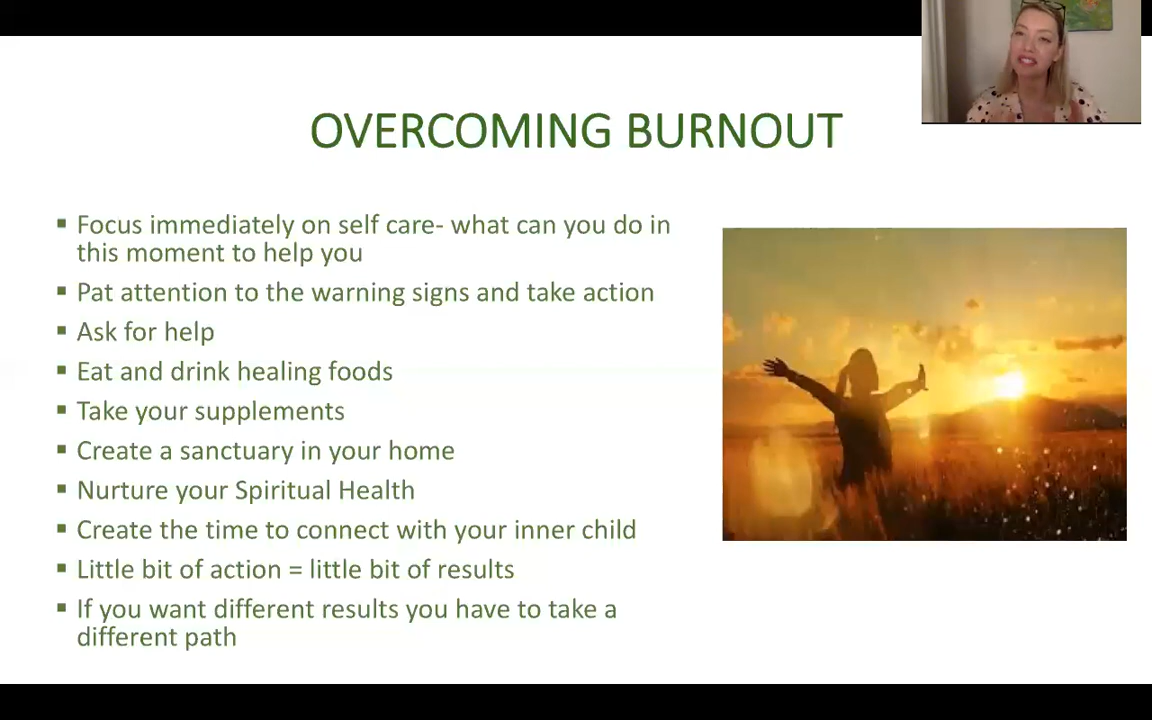 OVERCOMING BURNOUT
▪ Focus immediately on self care- what can you do in
this moment to help you
▪ Pat attention to the warning signs and take action
▪ Ask for help
▪ Eat and drink healing foods
▪ Take your supplements
▪ Create a sanctuary in your home
▪ Nurture your Spiritual Health
▪ Create the time to connect with your inner child
▪ Little bit of action = little bit of results
▪ If you want different results you have to take a
different path